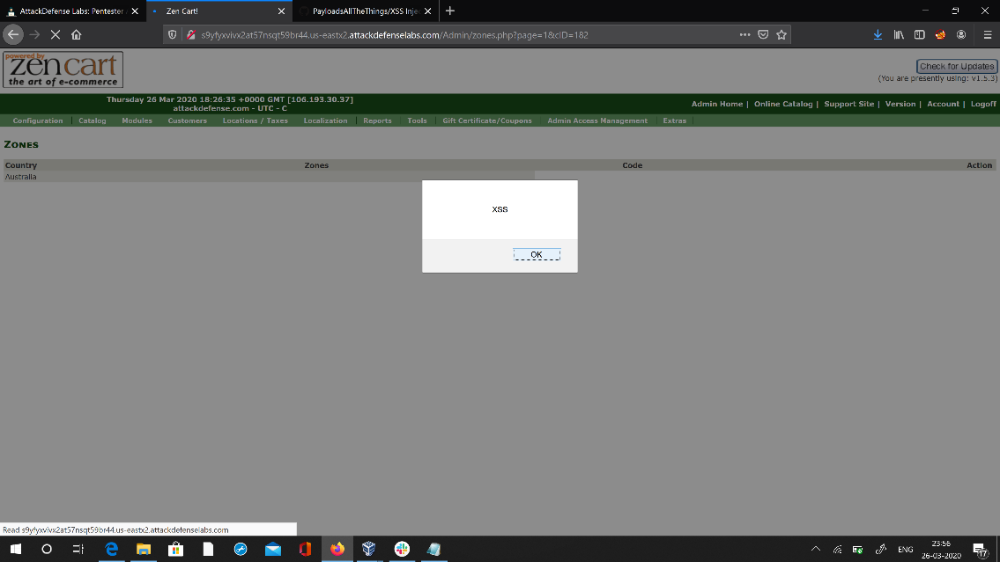 AttackDefense Labs: Pentester
Zen Cart!
PayloadsAllTheThings/XSS Inje
s9yfyxvivx2at57nsqt59br44.us-eastx2.attackdefenselabs.com/Admin/zones.php?page=1&cID=182
powered by
zen cart
the art of e-commerce
Check for Updates
(You are presently using: v1.5.3)
Thursday 26 Mar 2020 18:26:35 +0000 GMT [106.193.30.37]
attackdefense.com - UTC - C
Admin Home | Online Catalog | Support Site | Version | Account | Logoff
Configuration Catalog Modules Customers Locations / Taxes Localization Reports Tools Gift Certificate/Coupons Admin Access Management Extras
ZONES
Country Zones Code Action
Australia
XSS
OK
Read s9yfyxvivx2at57nsqt59br44.us-eastx2.attackdefenselabs.com
ENG
23:56
26-03-2020
17